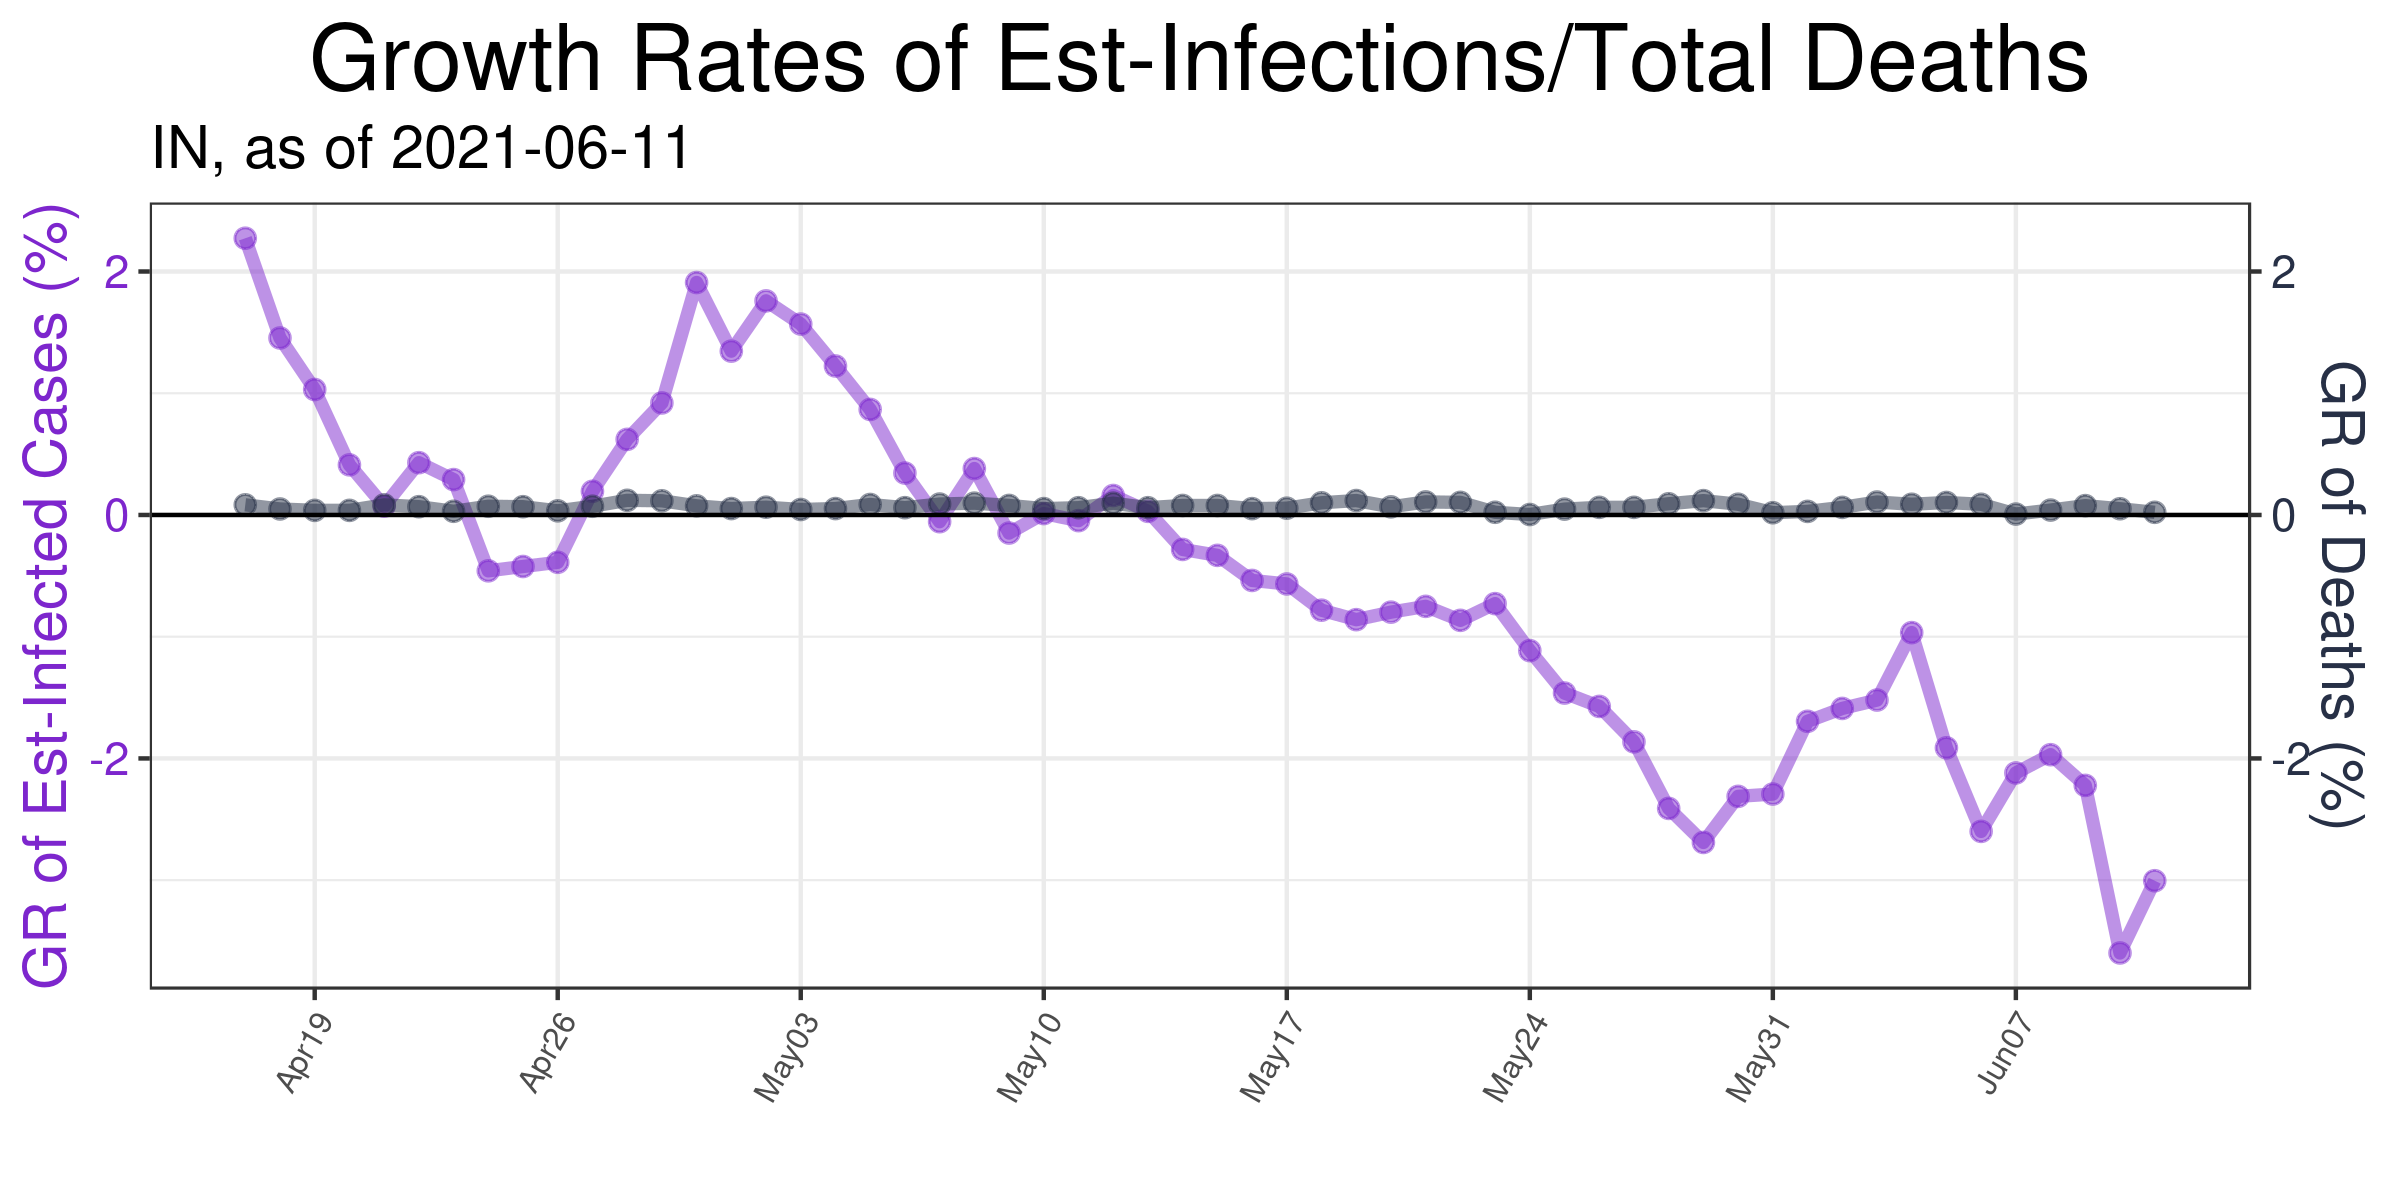 Growth Rates of Est-Infections/Total Deaths
IN, as of 2021-06-11
GR of Est-Infected Cases (%)
2
0
-2
2
0
-2
GR of Deaths (%)
Apr19
Apr26
May03
May10
May17
May24
May31
Jun07